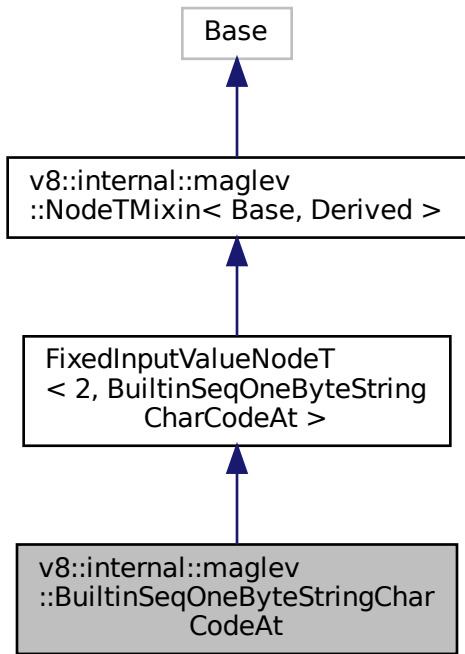 Base
v8::internal::maglev
::NodeTMixin< Base, Derived >
FixedInputValueNodeT
< 2, BuiltinSeqOneByteString
CharCodeAt >
v8::internal::maglev
::BuiltinSeqOneByteStringChar
CodeAt